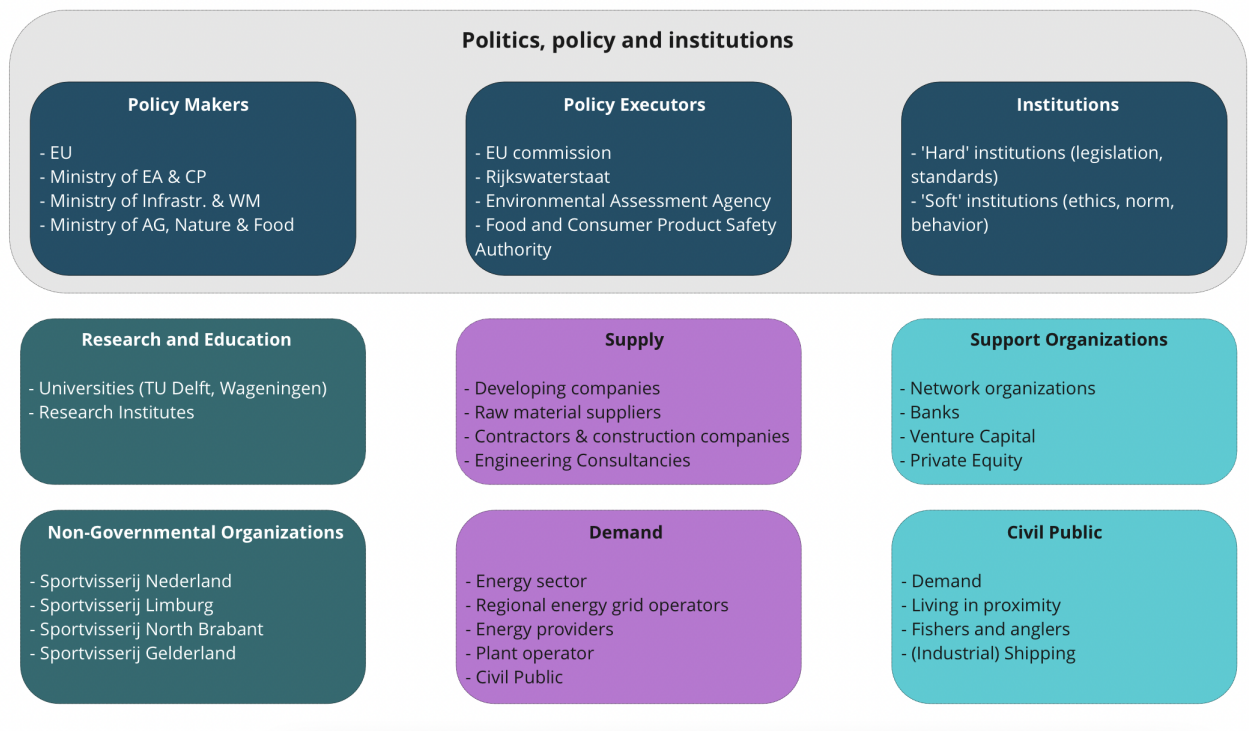 Politics, policy and institutions
Policy Makers
- EU
- Ministry of EA & CP
- Ministry of Infrastr. & WM
- Ministry of AG, Nature & Food
Policy Executors
- EU commission
- Rijkswaterstaat
- Environmental Assessment Agency
- Food and Consumer Product Safety
Authority
Institutions
- 'Hard' institutions (legislation,
standards)
- 'Soft' institutions (ethics, norm,
behavior)
Research and Education
- Universities (TU Delft, Wageningen)
- Research Institutes
Supply
- Developing companies
- Raw material suppliers
- Contractors & construction companies
- Engineering Consultancies
Support Organizations
- Network organizations
- Banks
- Venture Capital
- Private Equity
Non-Governmental Organizations
- Sportvisserij Nederland
- Sportvisserij Limburg
- Sportvisserij North Brabant
- Sportvisserij Gelderland
Demand
- Energy sector
- Regional energy grid operators
- Energy providers
- Plant operator
- Civil Public
Civil Public
- Demand
- Living in proximity
- Fishers and anglers
- (Industrial) Shipping